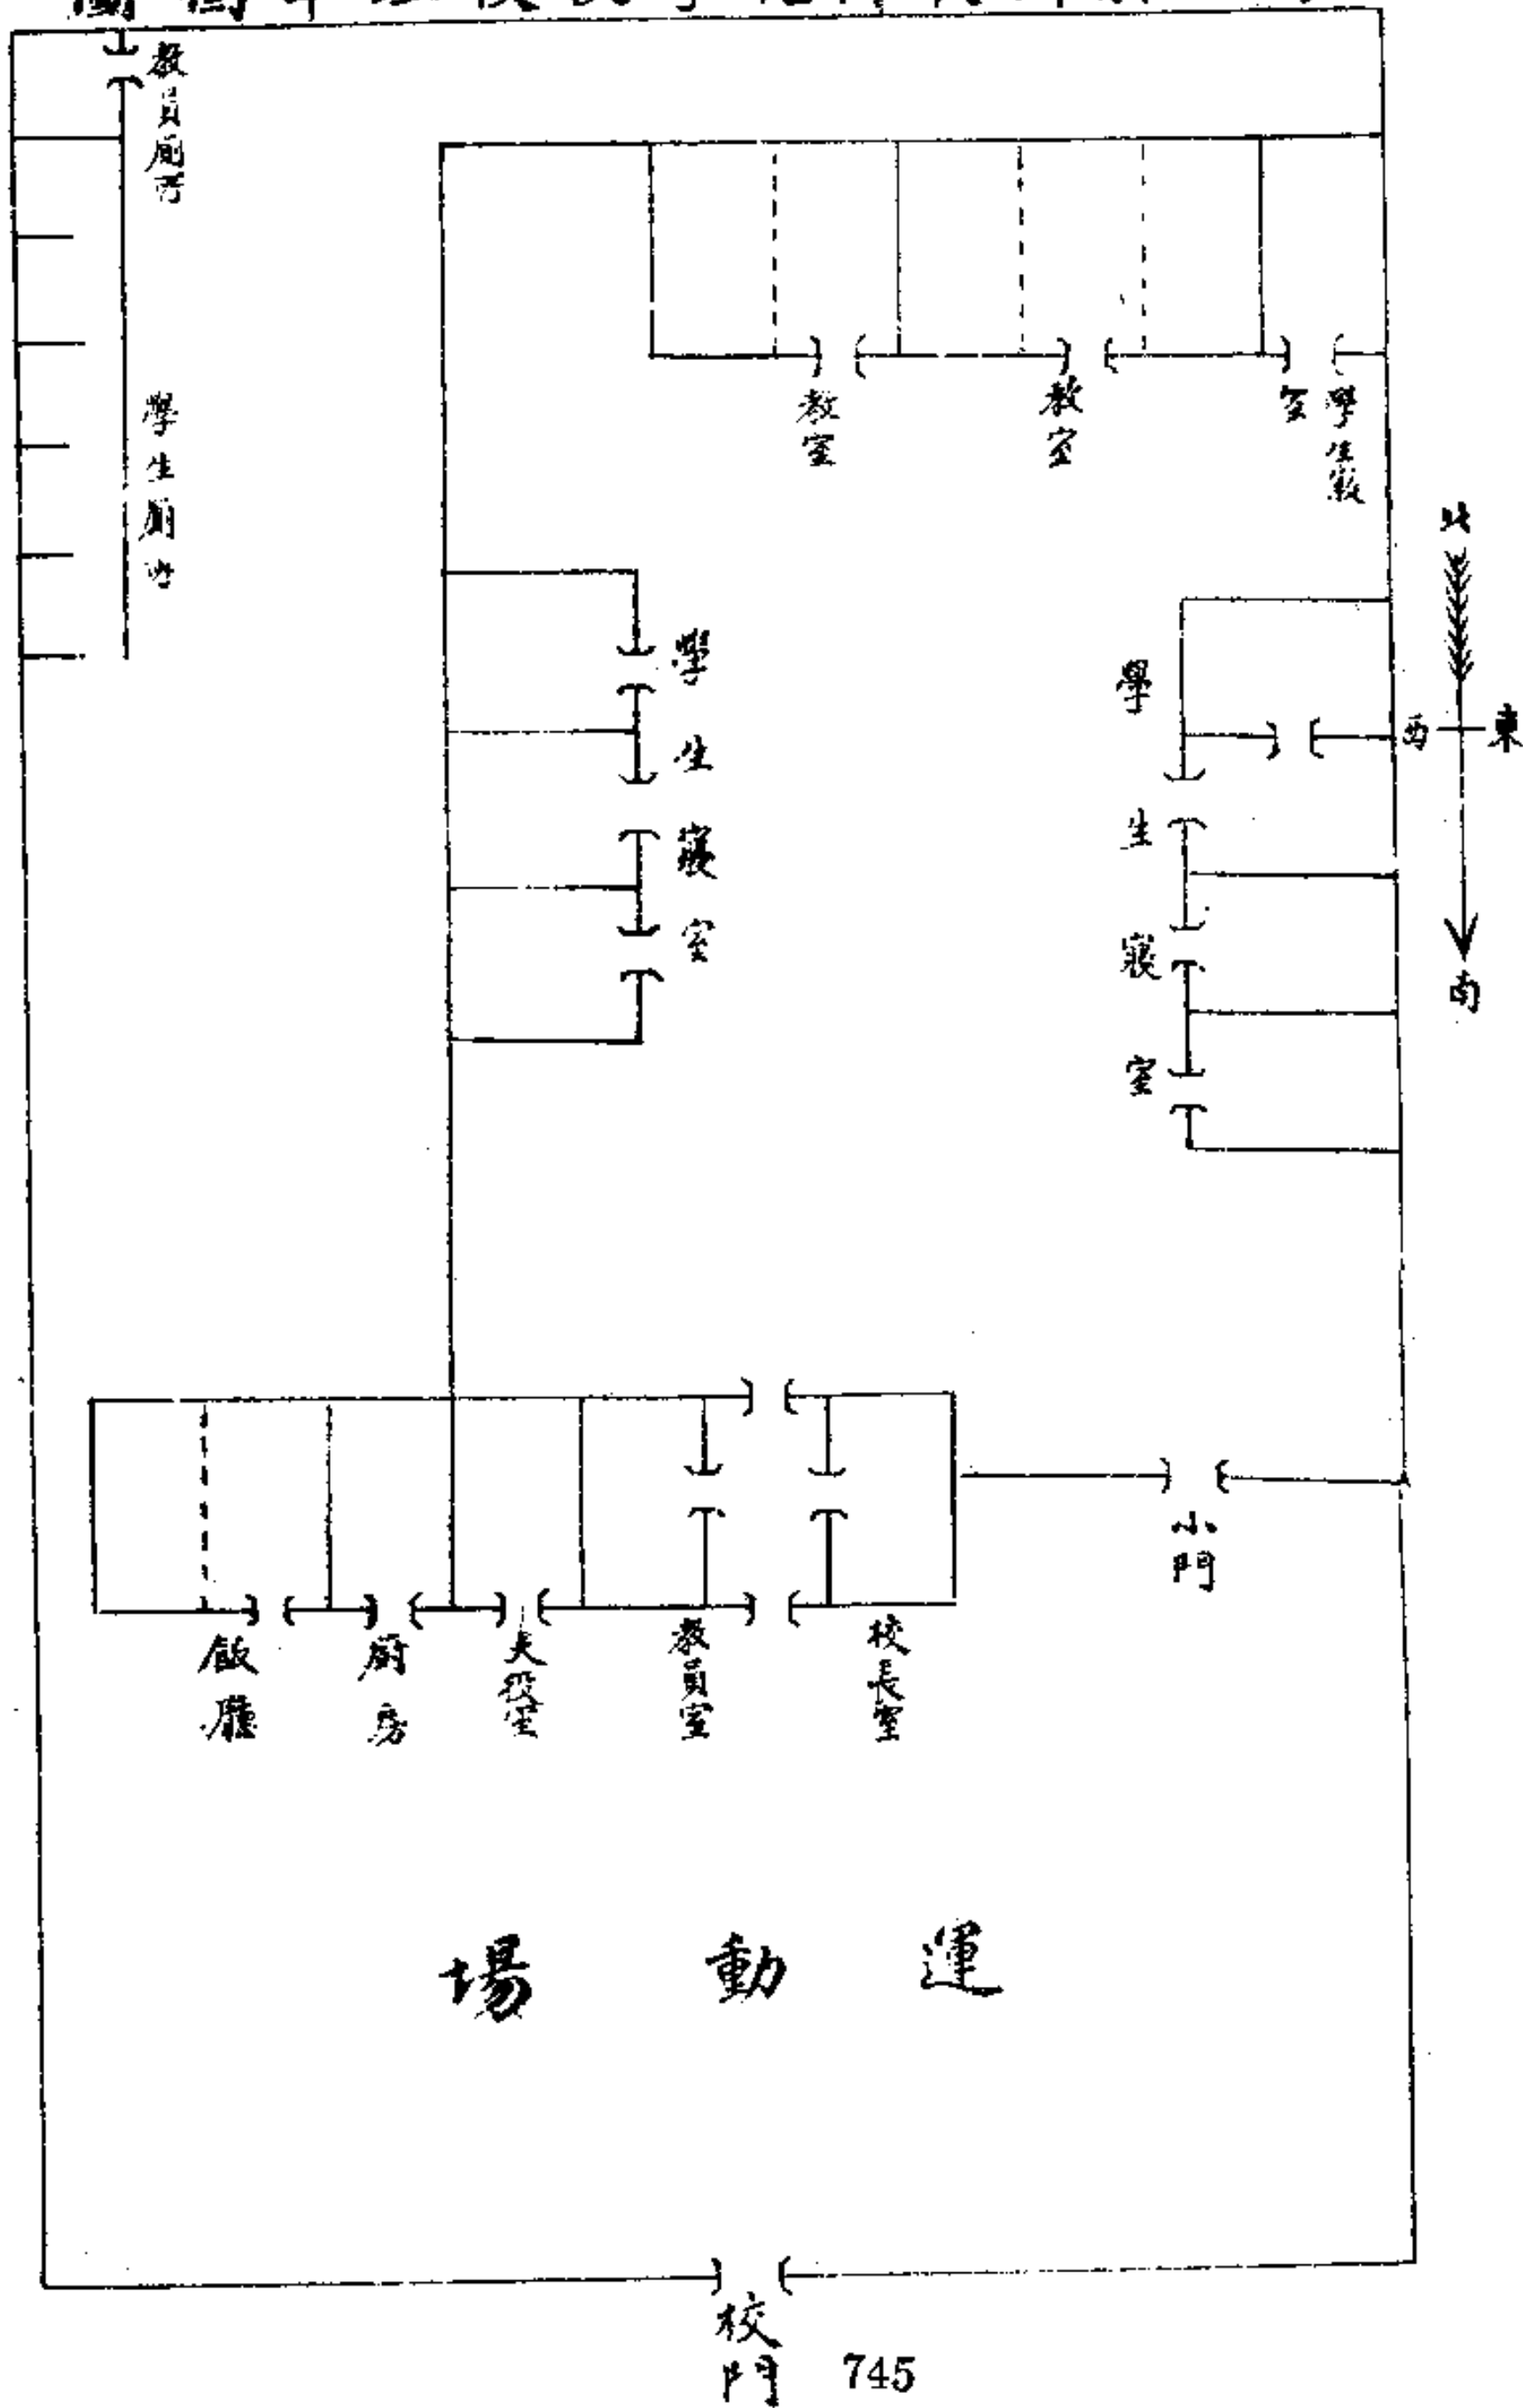 教員廁所
學生廁所
教室
教室
學生寢室
學生寢室
學生寢室
北
西
東
南
小門
校長室
教員室
夫役室
廚房
飯廳
運動場
校門
745